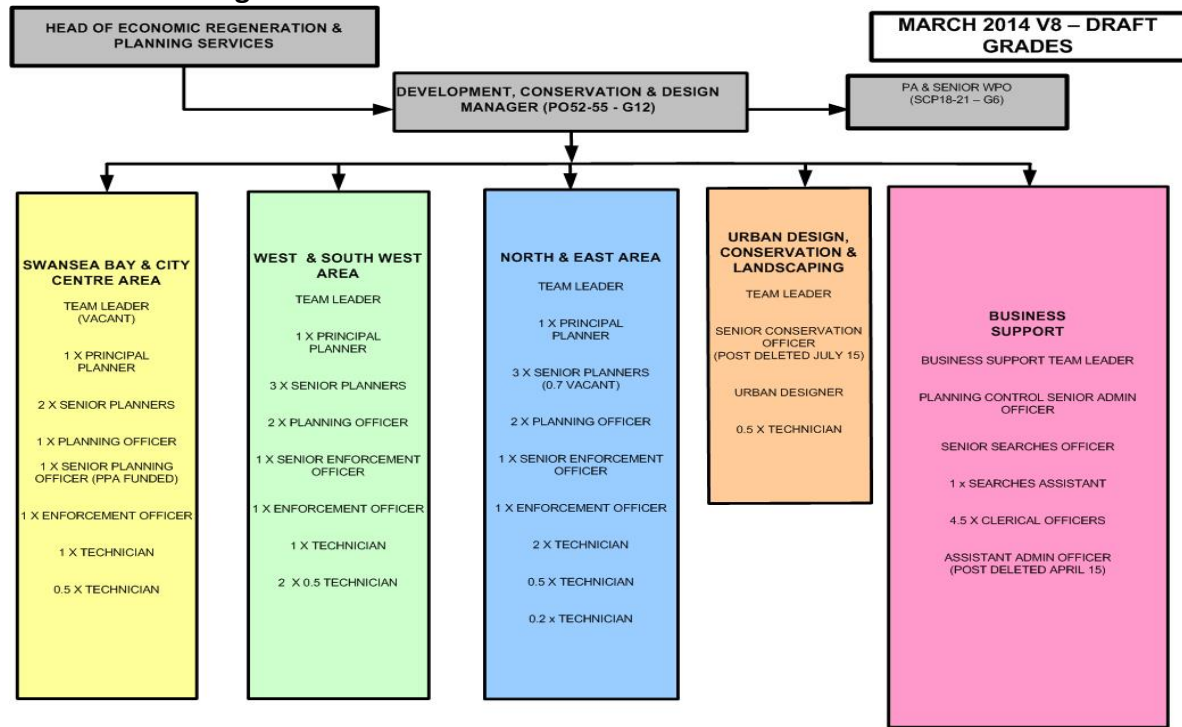 HEAD OF ECONOMIC REGENERATION &
PLANNING SERVICES
MARCH 2014 V8 – DRAFT
GRADES
DEVELOPMENT, CONSERVATION & DESIGN
MANAGER (PO52-55 - G12)
PA & SENIOR WPO
(SCP18-21 – G6)
SWANSEA BAY & CITY
CENTRE AREA
TEAM LEADER
(VACANT)
1 X PRINCIPAL
PLANNER
2 X SENIOR PLANNERS
1 X PLANNING OFFICER
1 X SENIOR PLANNING
OFFICER (PPA FUNDED)
1 X ENFORCEMENT OFFICER
1 X TECHNICIAN
0.5 X TECHNICIAN
WEST & SOUTH WEST
AREA
TEAM LEADER
1 X PRINCIPAL
PLANNER
3 X SENIOR PLANNERS
2 X PLANNING OFFICER
1 X SENIOR ENFORCEMENT
OFFICER
1 X ENFORCEMENT OFFICER
1 X TECHNICIAN
2 X 0.5 TECHNICIAN
NORTH & EAST AREA
TEAM LEADER
1 X PRINCIPAL
PLANNER
3 X SENIOR PLANNERS
(0.7 VACANT)
2 X PLANNING OFFICER
1 X SENIOR ENFORCEMENT
OFFICER
1 X ENFORCEMENT OFFICER
2 X TECHNICIAN
0.5 X TECHNICIAN
0.2 x TECHNICIAN
URBAN DESIGN,
CONSERVATION &
LANDSCAPING
TEAM LEADER
SENIOR CONSERVATION
OFFICER
(POST DELETED JULY 15)
URBAN DESIGNER
0.5 X TECHNICIAN
BUSINESS
SUPPORT
BUSINESS SUPPORT TEAM LEADER
PLANNING CONTROL SENIOR ADMIN
OFFICER
SENIOR SEARCHES OFFICER
1 x SEARCHES ASSISTANT
4.5 X CLERICAL OFFICERS
ASSISTANT ADMIN OFFICER
(POST DELETED APRIL 15)